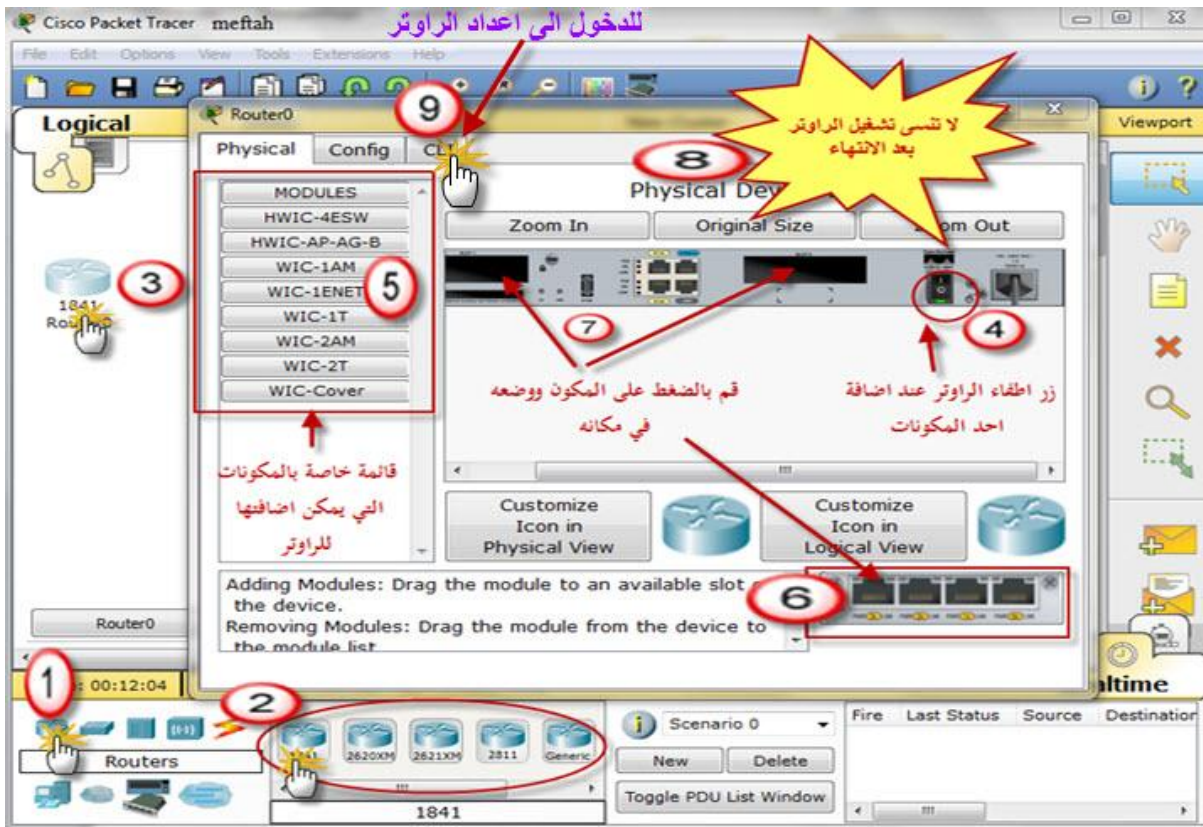 Cisco Packet Tracer meftah
للدخول الى اعداد الراوتر
File Edit Options View Tools Extensions Help
Logical
Router0
9
Viewport
لا تنسى تشغيل الراوتر
بعد الانتهاء
8
Physical Config
Physical
MODULES
HWIC-4ESW
HWIC-AP-AG-B
WIC-1AM
WIC-1ENET
WIC-1T
WIC-2AM
WIC-2T
WIC-Cover
5
Zoom In Original Size Out
3
1841
7
4
قم بالضغط على المكون ووضعه
في مكانه
زر اطفاء الراوتر عند اضافة
احد المكونات
قائمة خاصة بالمكونات
التي يمكن اضافتها
للراوتر
Customize
Icon in
Physical View
Customize
Icon in
Logical View
Adding Modules: Drag the module to an available slot
the device.
Removing Modules: Drag the module from the device to
the module list
6
Router0
1
00:12:04
2
Routers
2620XM
2621XM
2811
Generic
1841
Scenario 0
New Delete
Toggle PDU List Window
Fire Last Status Source Destination